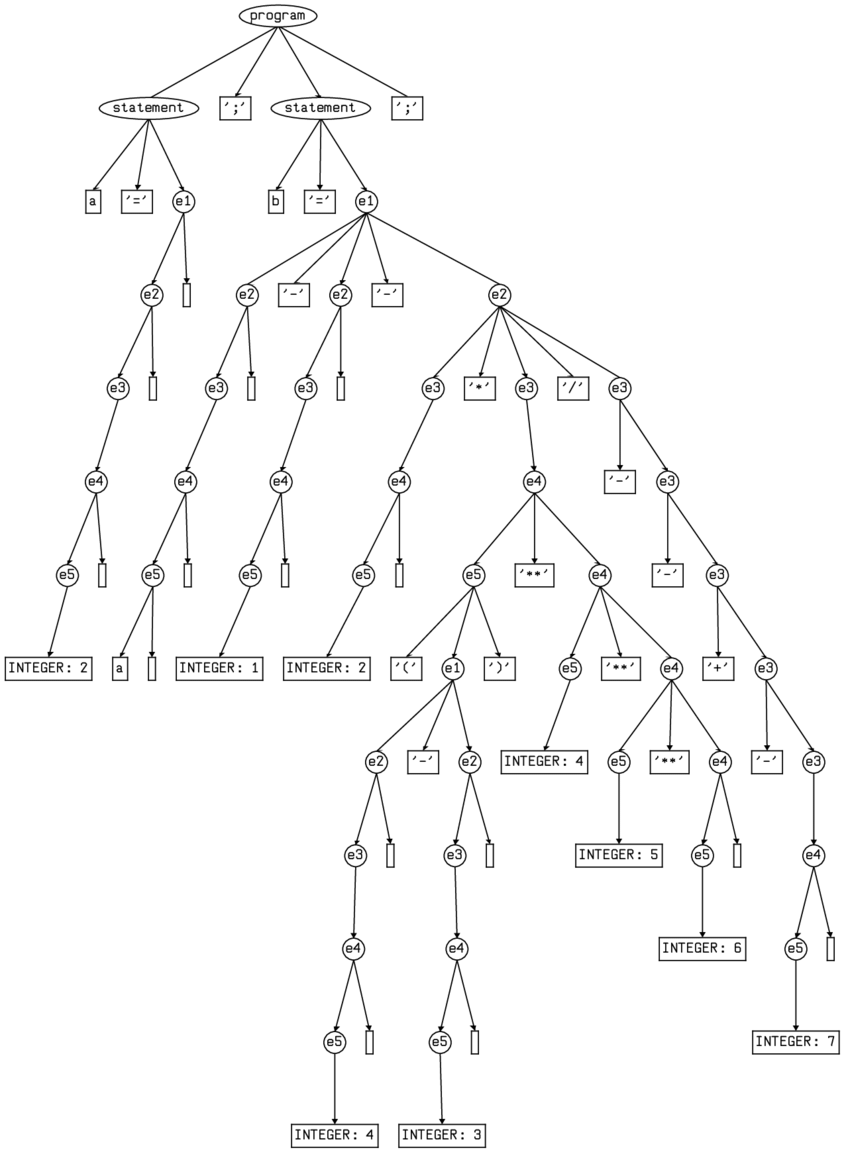 program
statement ';' statement ';'
a '=' e1 b '=' e1
e2 e2 '-' e2 '-' e2
e3 e3 e3 e3 '*' e3 '/' e3
e4 e4 e4 e4 e4 '-' e3
e5 e5 e5 e5 e5 '**' e4 '-' e3
INTEGER: 2 a INTEGER: 1 INTEGER: 2 '(' e1 ')' e5 '**' e4 '+' e3
e2 '-' e2 INTEGER: 4 e5 '**' e4 '-' e3
e3 e3 INTEGER: 5 e5 e4
e4 e4 INTEGER: 6 e5
e5 e5 INTEGER: 7
INTEGER: 4 INTEGER: 3